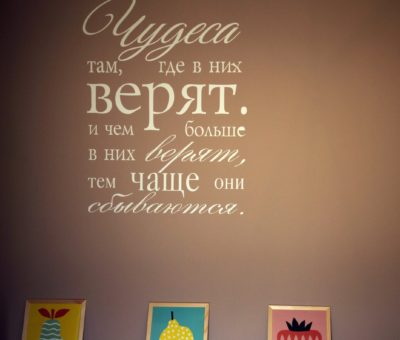 Чудеса
там, где в них
верят.
и чем больше
в них верят,
тем чаще они
сбываются.